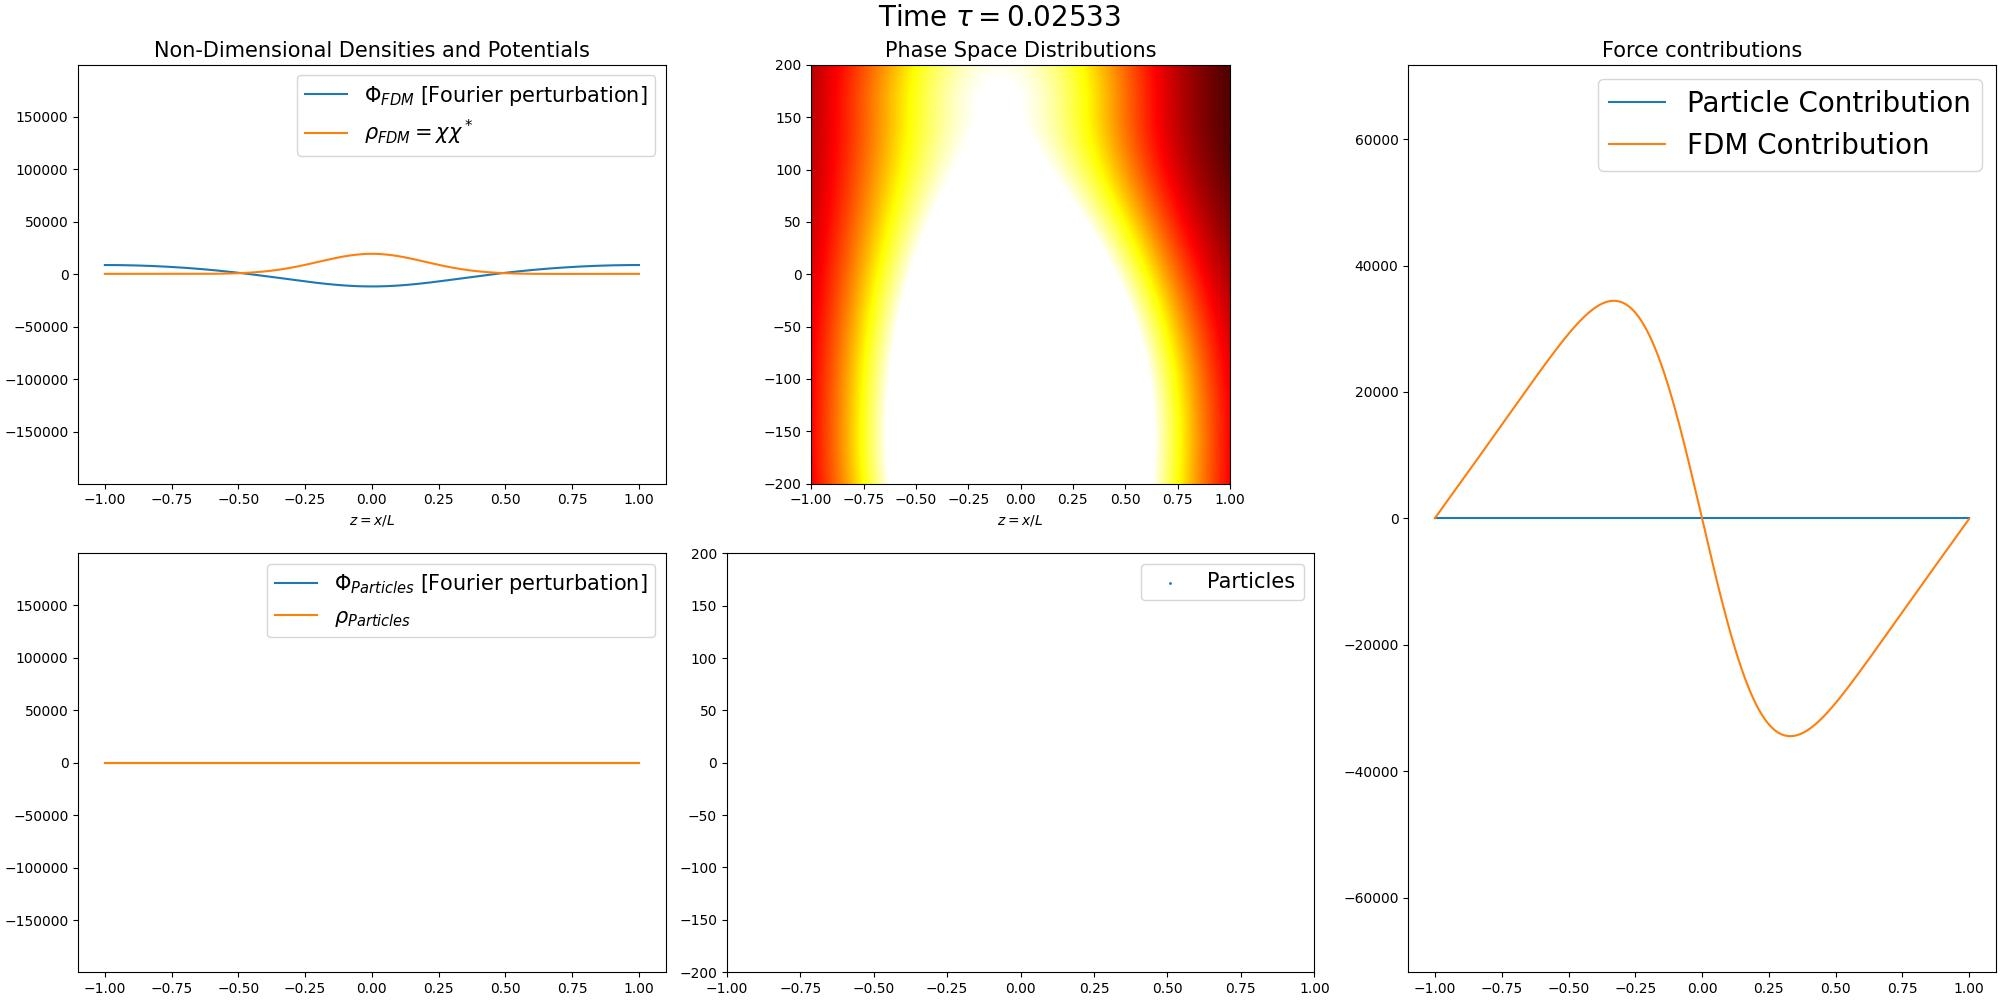 Time τ = 0.02533
Non-Dimensional Densities and Potentials
Φ_FDM [Fourier perturbation]
ρ_FDM = χχ*
150000
100000
50000
0
−50000
−100000
−150000
−1.00 −0.75 −0.50 −0.25 0.00 0.25 0.50 0.75 1.00
z = x/L
Phase Space Distributions
200
150
100
50
0
−50
−100
−150
−200
−1.00 −0.75 −0.50 −0.25 0.00 0.25 0.50 0.75 1.00
z = x/L
Force contributions
Particle Contribution
FDM Contribution
60000
40000
20000
0
−20000
−40000
−60000
−1.00 −0.75 −0.50 −0.25 0.00 0.25 0.50 0.75 1.00
Φ_Particles [Fourier perturbation]
ρ_Particles
150000
100000
50000
0
−50000
−100000
−150000
−1.00 −0.75 −0.50 −0.25 0.00 0.25 0.50 0.75 1.00
Particles
200
150
100
50
0
−50
−100
−150
−200
−1.00 −0.75 −0.50 −0.25 0.00 0.25 0.50 0.75 1.00